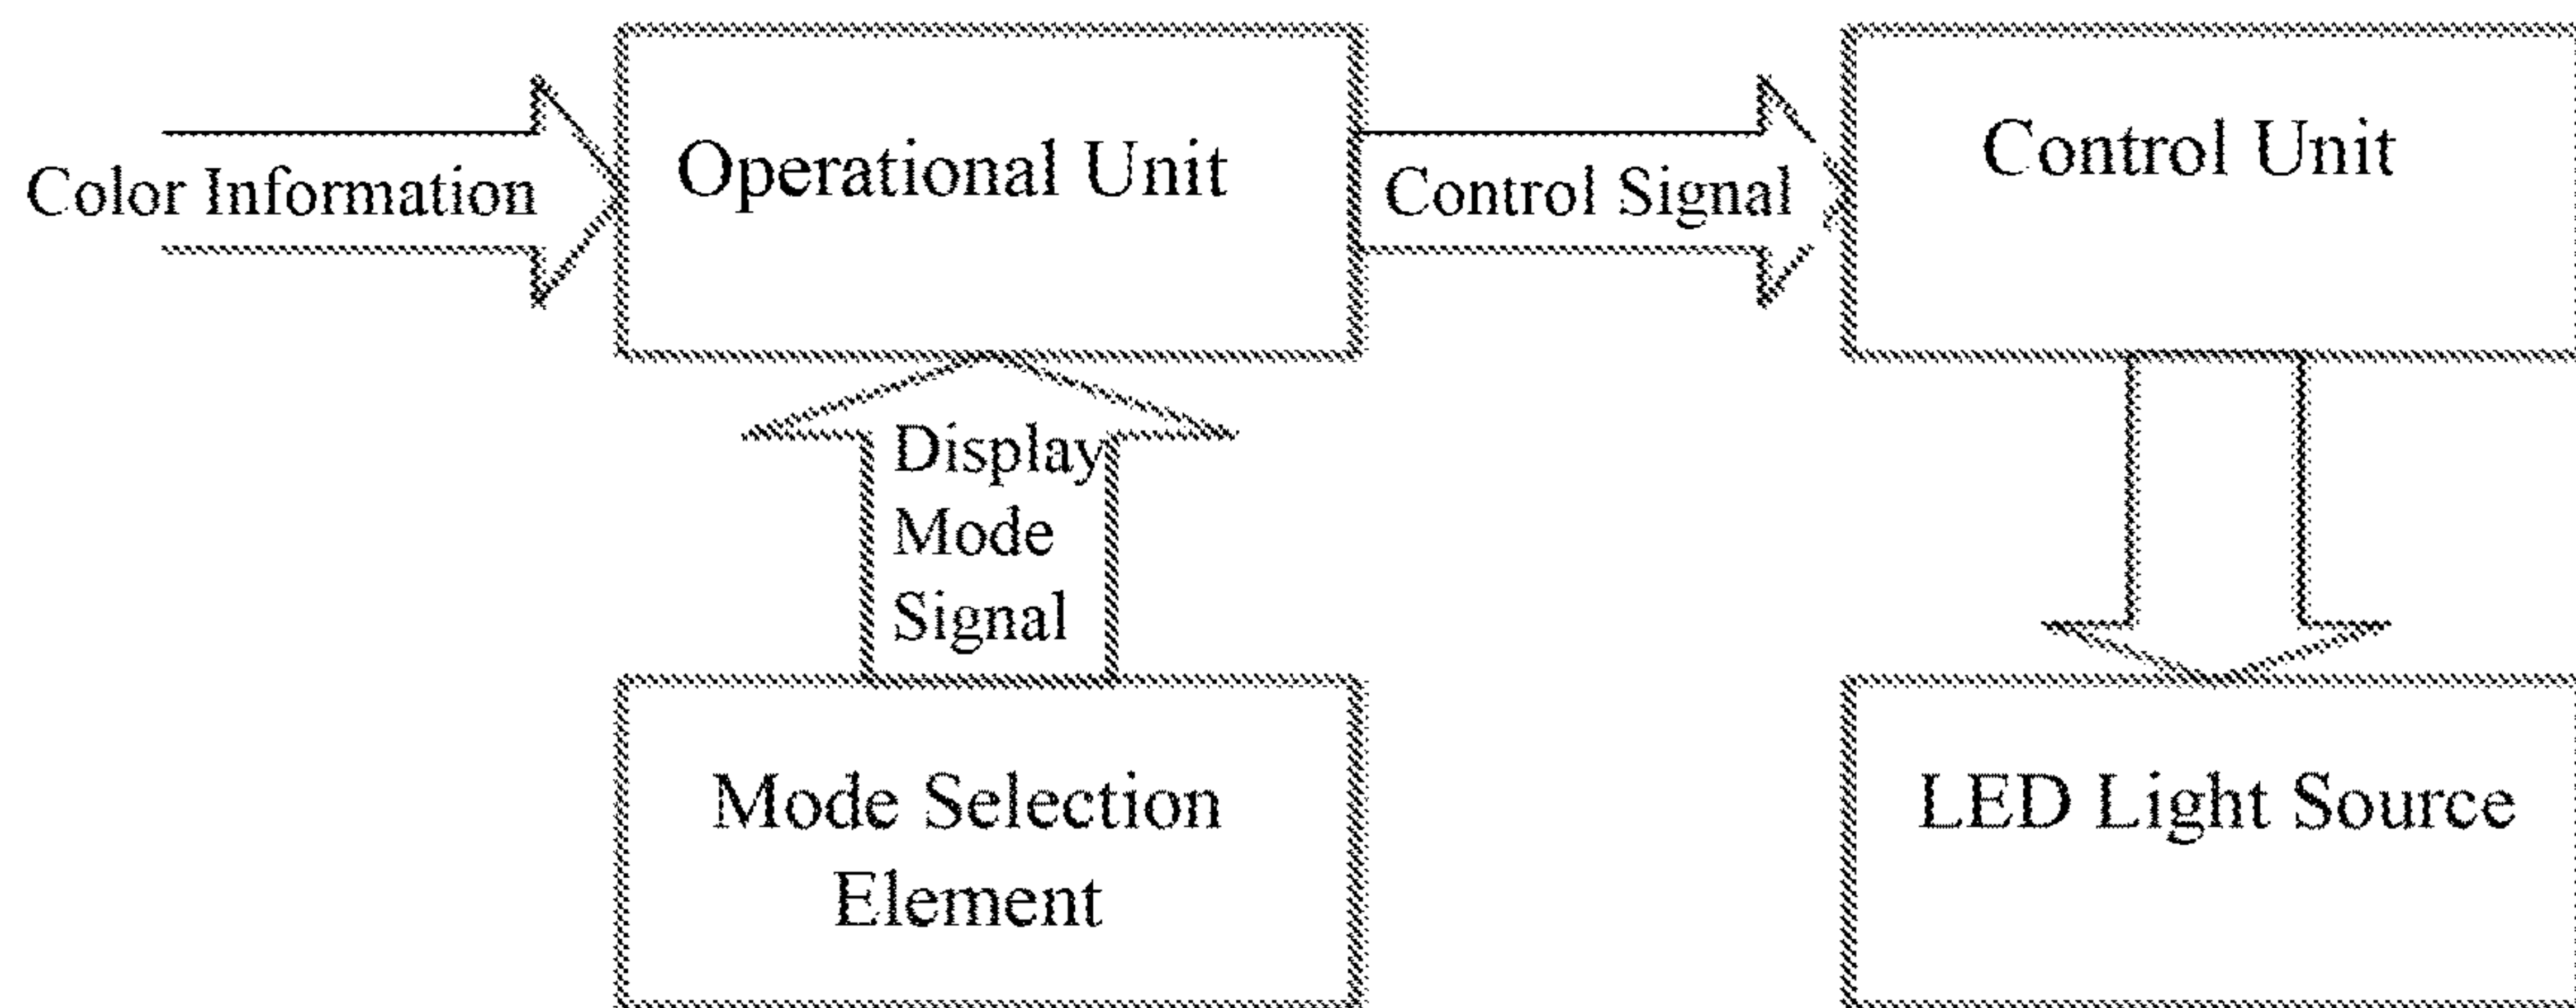 Color Information
Operational Unit
Control Signal
Control Unit
Display
Mode
Signal
Mode Selection
Element
LED Light Source